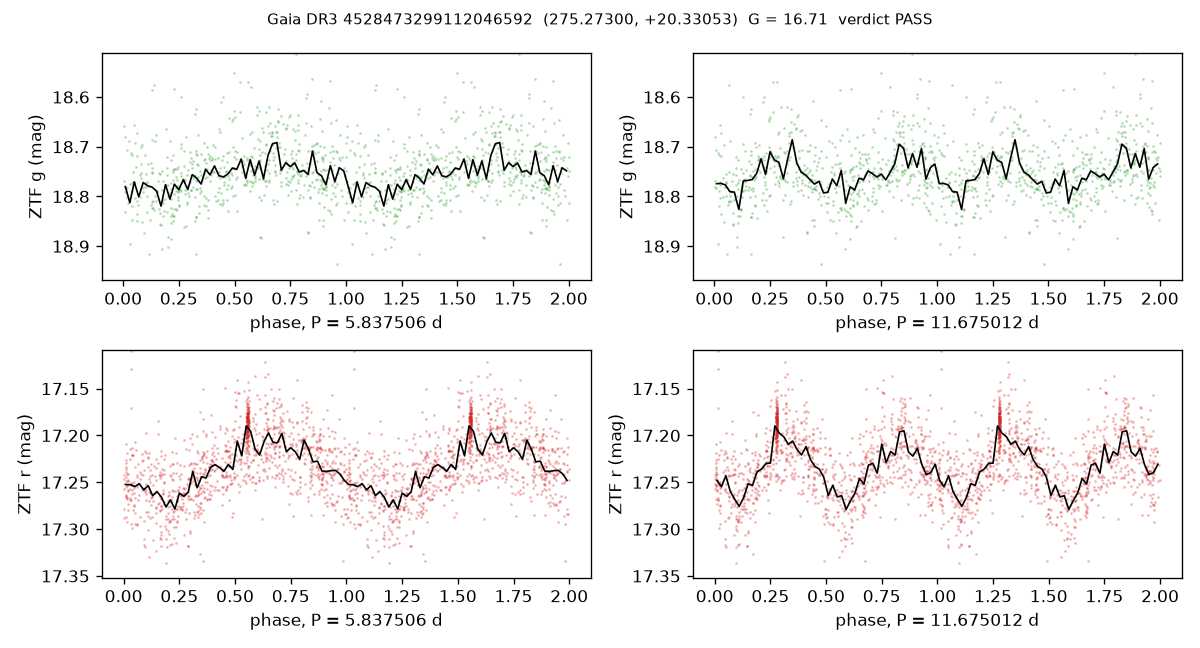 Gaia DR3 4528473299112046592 (275.27300, +20.33053) G = 16.71 verdict PASS
ZTF g (mag)
18.6
18.7
18.8
18.9
0.00 0.25 0.50 0.75 1.00 1.25 1.50 1.75 2.00
phase, P = 5.837506 d
ZTF g (mag)
18.6
18.7
18.8
18.9
0.00 0.25 0.50 0.75 1.00 1.25 1.50 1.75 2.00
phase, P = 11.675012 d
ZTF r (mag)
17.15
17.20
17.25
17.30
17.35
0.00 0.25 0.50 0.75 1.00 1.25 1.50 1.75 2.00
phase, P = 5.837506 d
ZTF r (mag)
17.15
17.20
17.25
17.30
17.35
0.00 0.25 0.50 0.75 1.00 1.25 1.50 1.75 2.00
phase, P = 11.675012 d